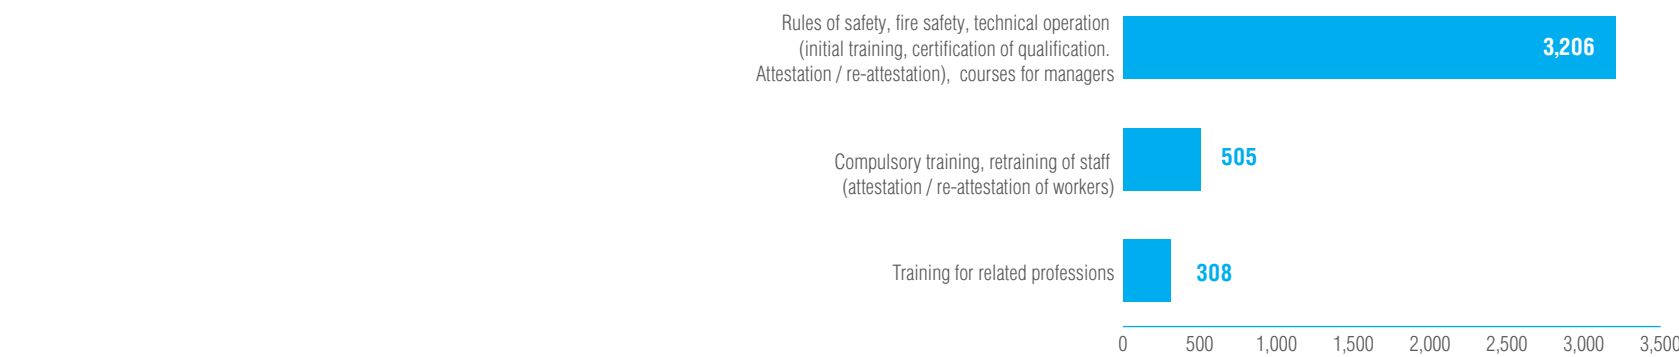 Rules of safety, fire safety, technical operation
(initial training, certification of qualification.
Attestation / re-attestation), courses for managers
3,206
Compulsory training, retraining of staff
(attestation / re-attestation of workers)
505
Training for related professions
308
0 500 1,000 1,500 2,000 2,500 3,000 3,500